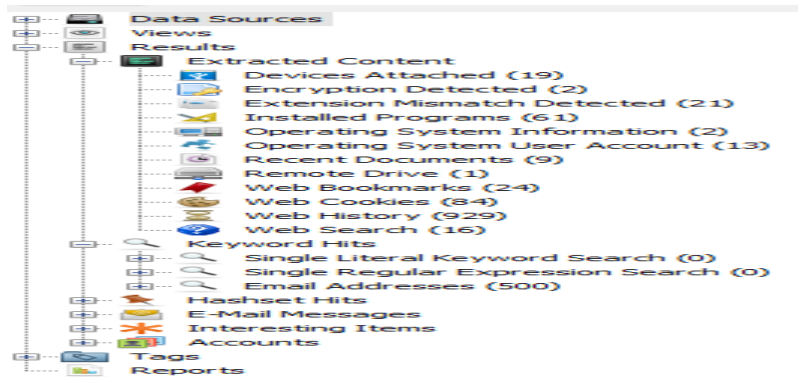 Data Sources
Views
Results
Extracted Content
Devices Attached (19)
Encryption Detected (2)
Extension Mismatch Detected (21)
Installed Programs (61)
Operating System Information (2)
Operating System User Account (13)
Recent Documents (9)
Remote Drive (1)
Web Bookmarks (24)
Web Cookies (84)
Web History (929)
Web Search (16)
Keyword Hits
Single Literal Keyword Search (0)
Single Regular Expression Search (0)
Email Addresses (500)
Hashset Hits
E-Mail Messages
Interesting Items
Accounts
Tags
Reports